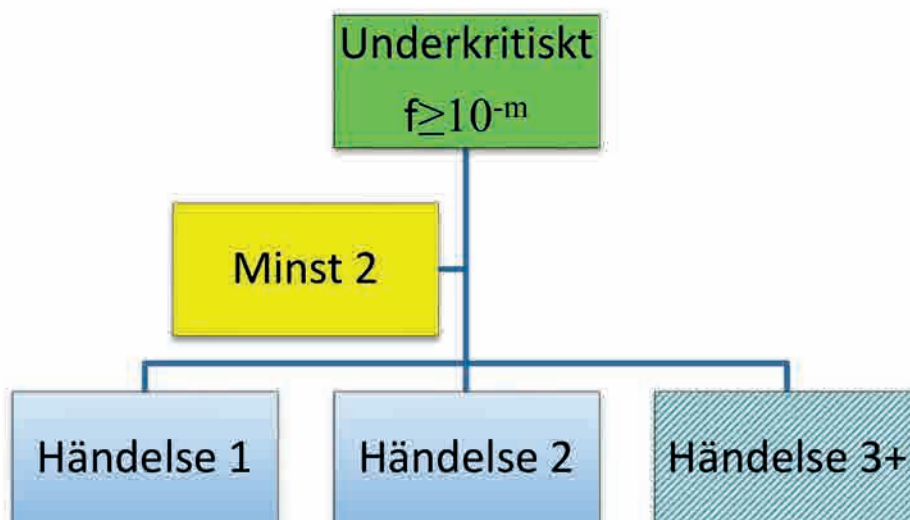 Underkritiskt
f≥10⁻ᵐ
Minst 2
Händelse 1
Händelse 2
Händelse 3+